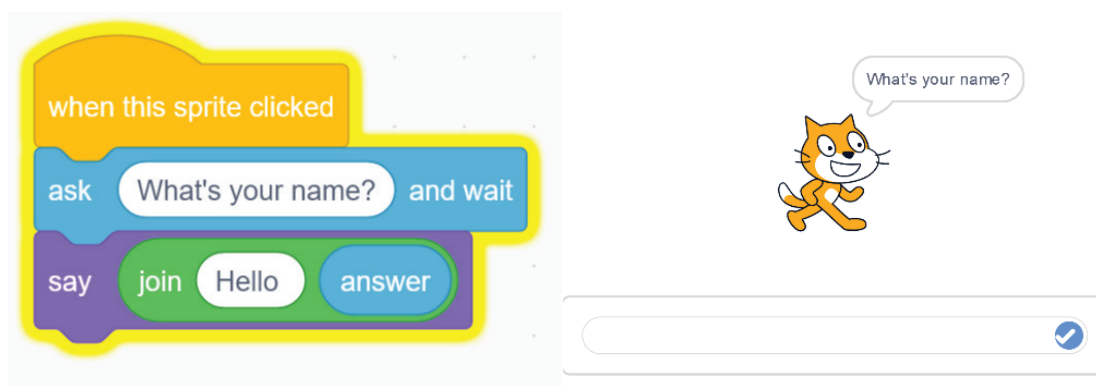 when this sprite clicked
ask What's your name? and wait
say join Hello answer
What's your name?